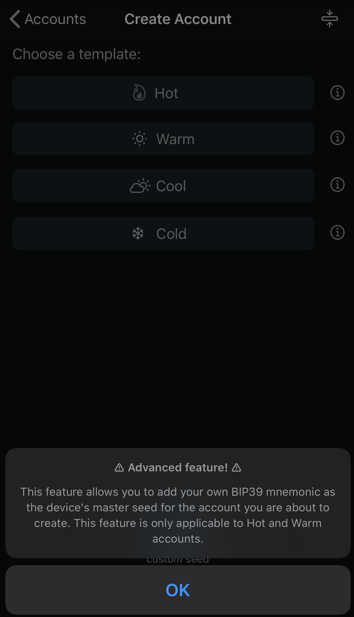 Accounts Create Account
Choose a template:
Hot
Warm
Cool
Cold
⚠ Advanced feature! ⚠
This feature allows you to add your own BIP39 mnemonic as
the device's master seed for the account you are about to
create. This feature is only applicable to Hot and Warm
accounts.
custom seed
OK